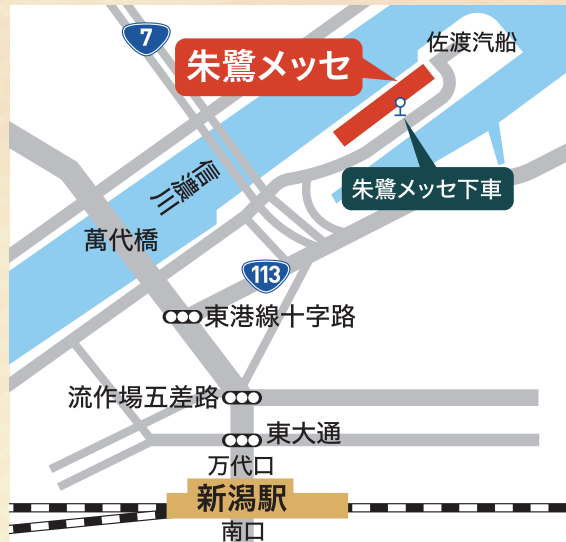 7
佐渡汽船
朱鷺メッセ
信濃川
朱鷺メッセ下車
萬代橋
113
東港線十字路
流作場五差路
東大通
万代口
新潟駅
南口